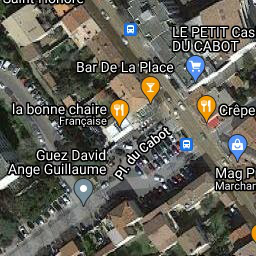 Saint Honoré
LE PETIT Cas
DU CABOT
Bar De La Place
la bonne chaire
Française
Crêpe
Pl. du Cabot
Guez David
Ange Guillaume
Mag P
Marchan